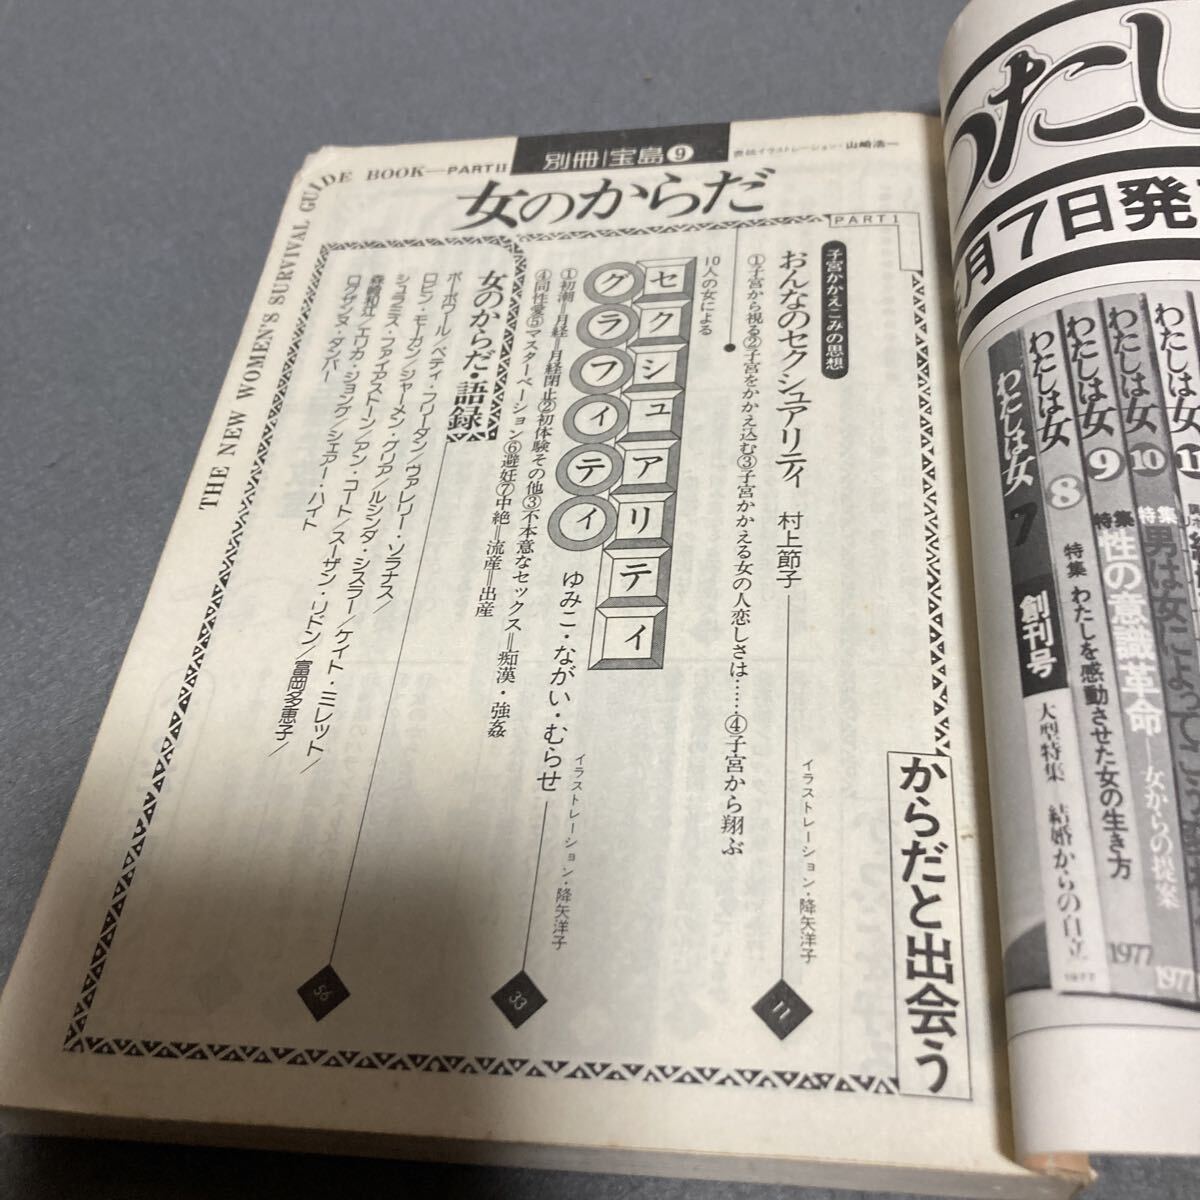 THE NEW WOMEN'S SURVIVAL GUIDE BOOK—PART II
別冊/宝島❾
表紙イラストレーション・山崎浩一
女のからだ
PART1
からだと出会う
子宮かかえこみの思想
おんなのセクシュアリティ 村上節子
イラストレーション・降矢洋子
11
①子宮から視る②子宮をかかえ込む③子宮かかえる女の人恋しさは……④子宮から翔ぶ
10人の女による
セクシュアリティ
グラフィティ
ゆみこ・ながい・むらせ
イラストレーション・降矢洋子
33
①初潮=月経=月経閉止②初体験その他③不本意なセックス=痴漢・強姦
④同性愛⑤マスターベーション⑥避妊⑦中絶=流産=出産
女のからだ・語録
56
ボーボワール/ベティ・フリーダン/ヴァレリー・ソラナス/
ロビン・モーガン/ジャーメン・グリア/ルシンダ・シスラー/ケイト・ミレット/
シュラミス・ファイアストーン/アン・コート/スーザン・リドン/富岡多恵子/
森崎和江/エリカ・ジョング/シェアー・ハイト
ロクサンヌ・ダンバー
わたし
月7日発
わたしは女
11
わたしは女
10
特集
男は女によって
1977
わたしは女
9
特集
性の意識革命
女からの提案
1977
わたしは女
8
特集
わたしを感動させた女の生き方
1977
わたしは女
7
創刊号
大型特集 結婚からの自立
1977